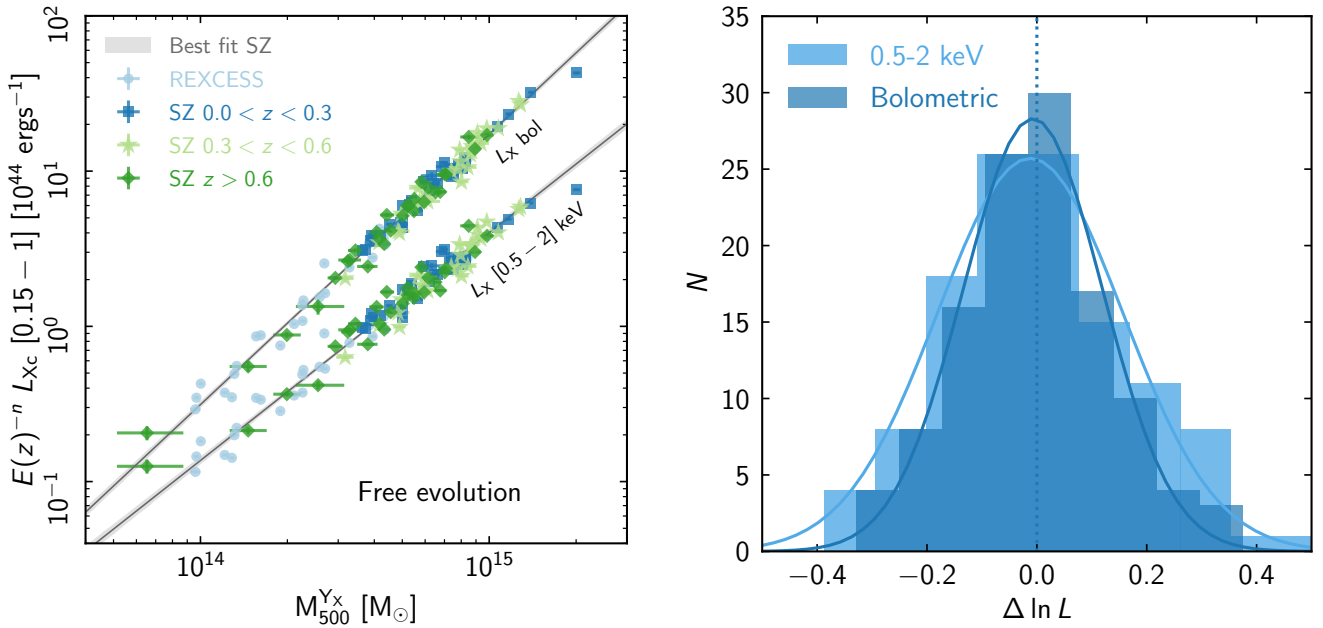 Best fit SZ
REXCESS
SZ 0.0 < z < 0.3
SZ 0.3 < z < 0.6
SZ z > 0.6
L_X bol
L_X [0.5 − 2] keV
Free evolution
10^2
10^1
10^0
10^−1
E(z)^−n L_Xc [0.15 − 1] [10^44 ergs^−1]
10^14 10^15
M_500^Y_X [M_⊙]
0.5-2 keV
Bolometric
35
30
25
20
15
10
5
0
N
−0.4 −0.2 0.0 0.2 0.4
Δ ln L